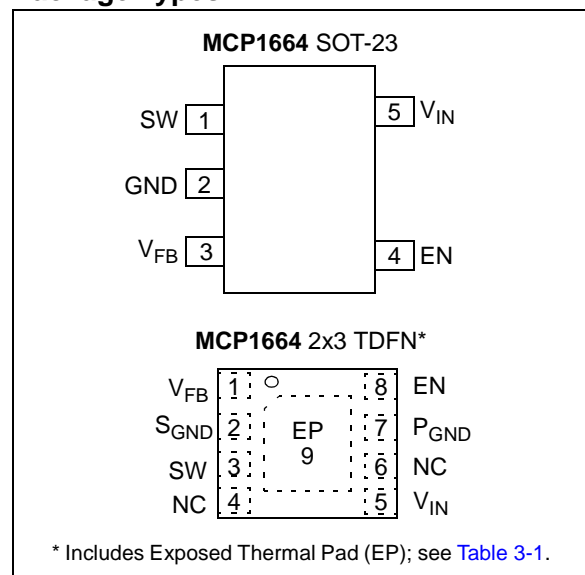 MCP1664 SOT-23
SW 1
5 VIN
GND 2
VFB 3
4 EN
MCP1664 2x3 TDFN*
VFB 1
8 EN
SGND 2
EP
7 PGND
SW 3
9
6 NC
NC 4
5 VIN
* Includes Exposed Thermal Pad (EP); see Table 3-1.